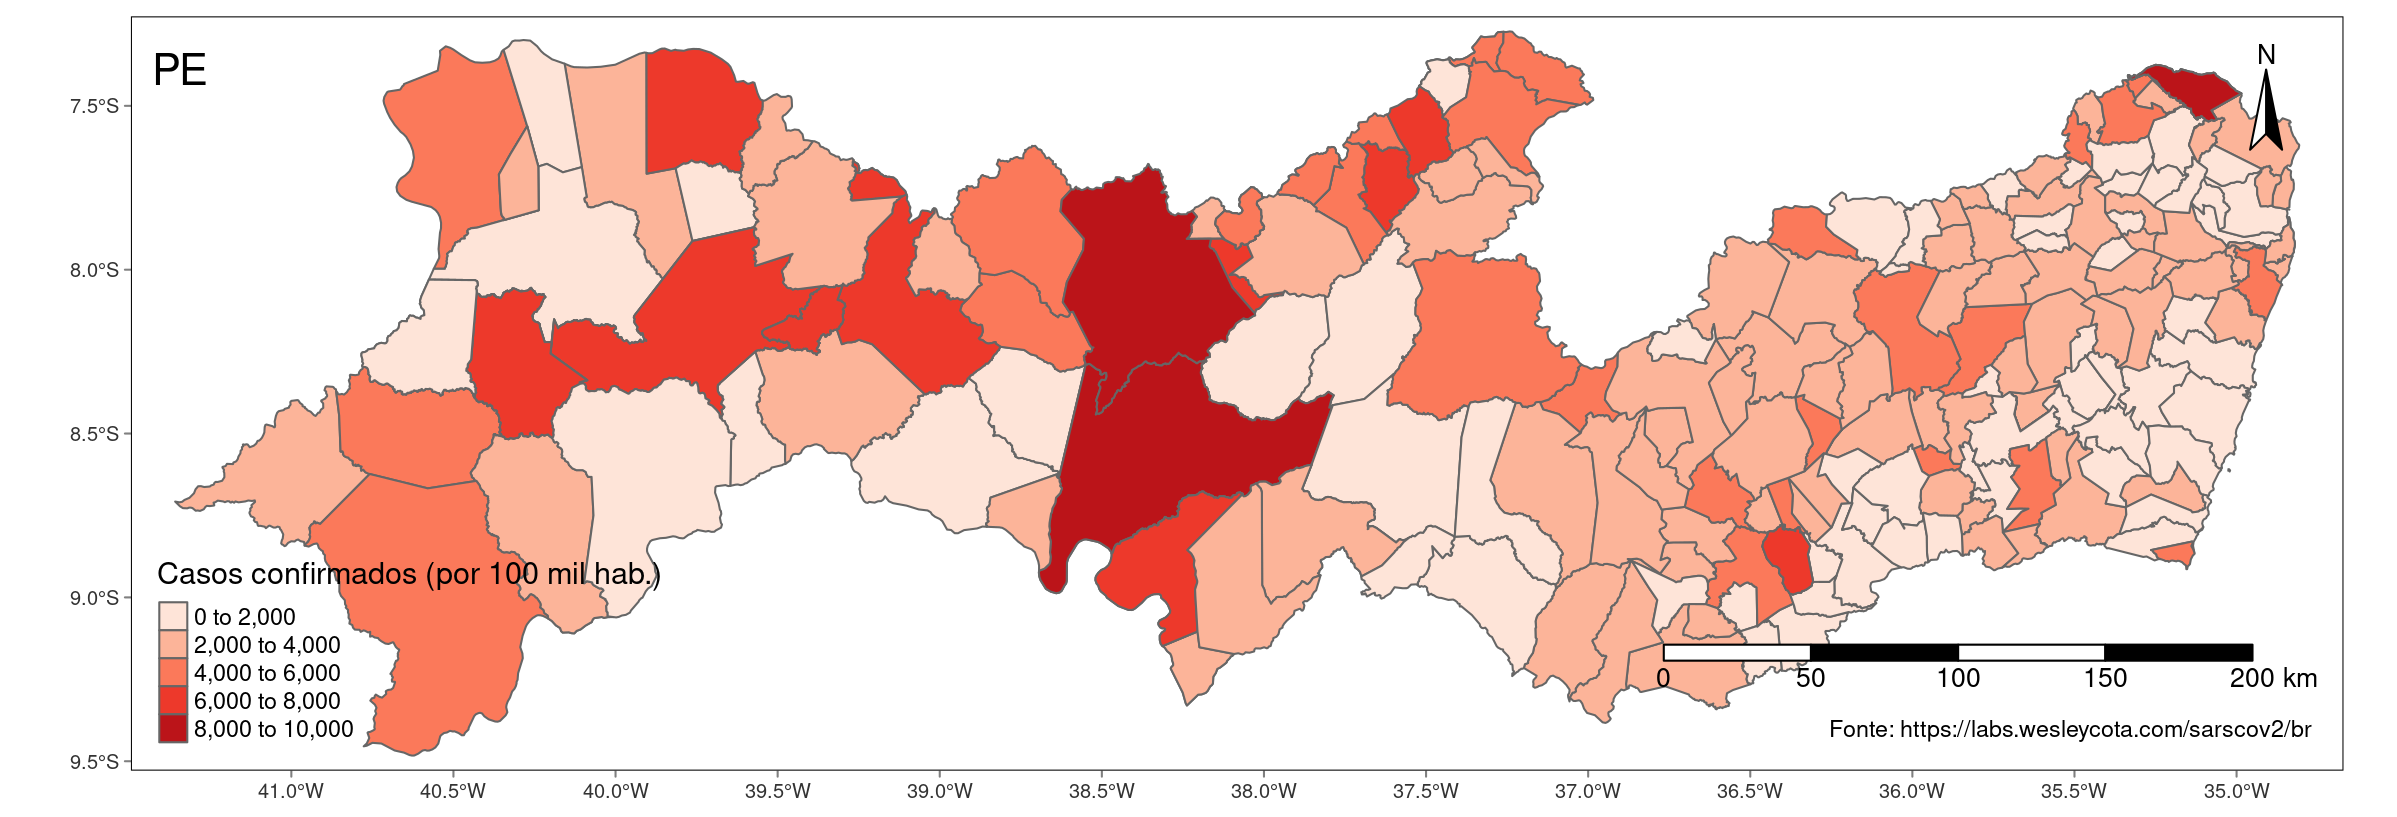 PE
N
7.5°S
8.0°S
8.5°S
9.0°S
9.5°S
Casos confirmados (por 100 mil hab.)
0 to 2,000
2,000 to 4,000
4,000 to 6,000
6,000 to 8,000
8,000 to 10,000
0 50 100 150 200 km
Fonte: https://labs.wesleycota.com/sarscov2/br
41.0°W 40.5°W 40.0°W 39.5°W 39.0°W 38.5°W 38.0°W 37.5°W 37.0°W 36.5°W 36.0°W 35.5°W 35.0°W